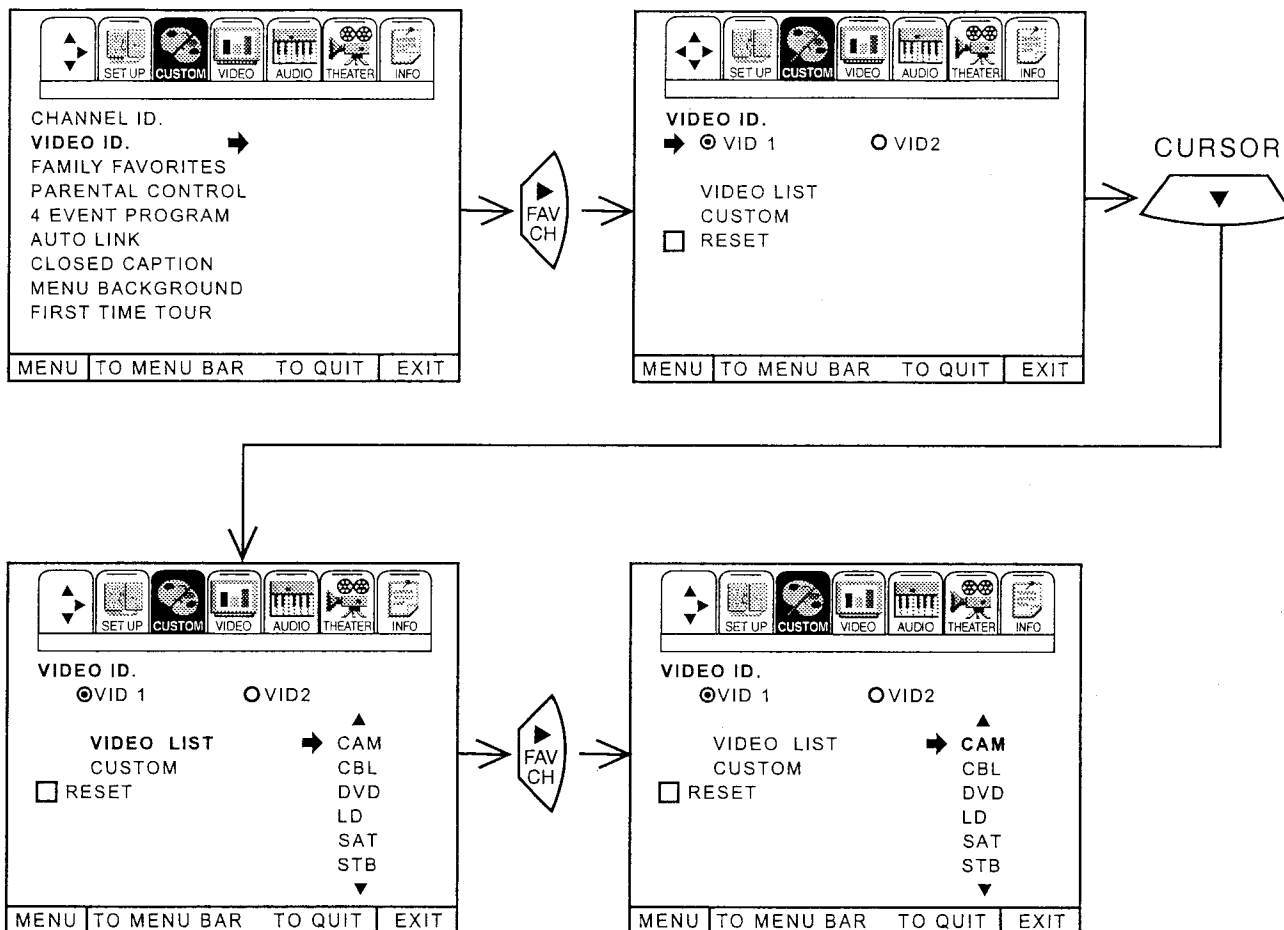 SET UP CUSTOM VIDEO AUDIO THEATER INFO
CHANNEL ID.
VIDEO ID.
FAMILY FAVORITES
PARENTAL CONTROL
4 EVENT PROGRAM
AUTO LINK
CLOSED CAPTION
MENU BACKGROUND
FIRST TIME TOUR
MENU TO MENU BAR TO QUIT EXIT
FAV
CH
SET UP CUSTOM VIDEO AUDIO THEATER INFO
VIDEO ID.
VID 1 VID2
VIDEO LIST
CUSTOM
RESET
MENU TO MENU BAR TO QUIT EXIT
CURSOR
SET UP CUSTOM VIDEO AUDIO THEATER INFO
VIDEO ID.
VID 1 VID2
VIDEO LIST CAM
CUSTOM CBL
RESET DVD
LD
SAT
STB
MENU TO MENU BAR TO QUIT EXIT
FAV
CH
SET UP CUSTOM VIDEO AUDIO THEATER INFO
VIDEO ID.
VID 1 VID2
VIDEO LIST CAM
CUSTOM CBL
RESET DVD
LD
SAT
STB
MENU TO MENU BAR TO QUIT EXIT